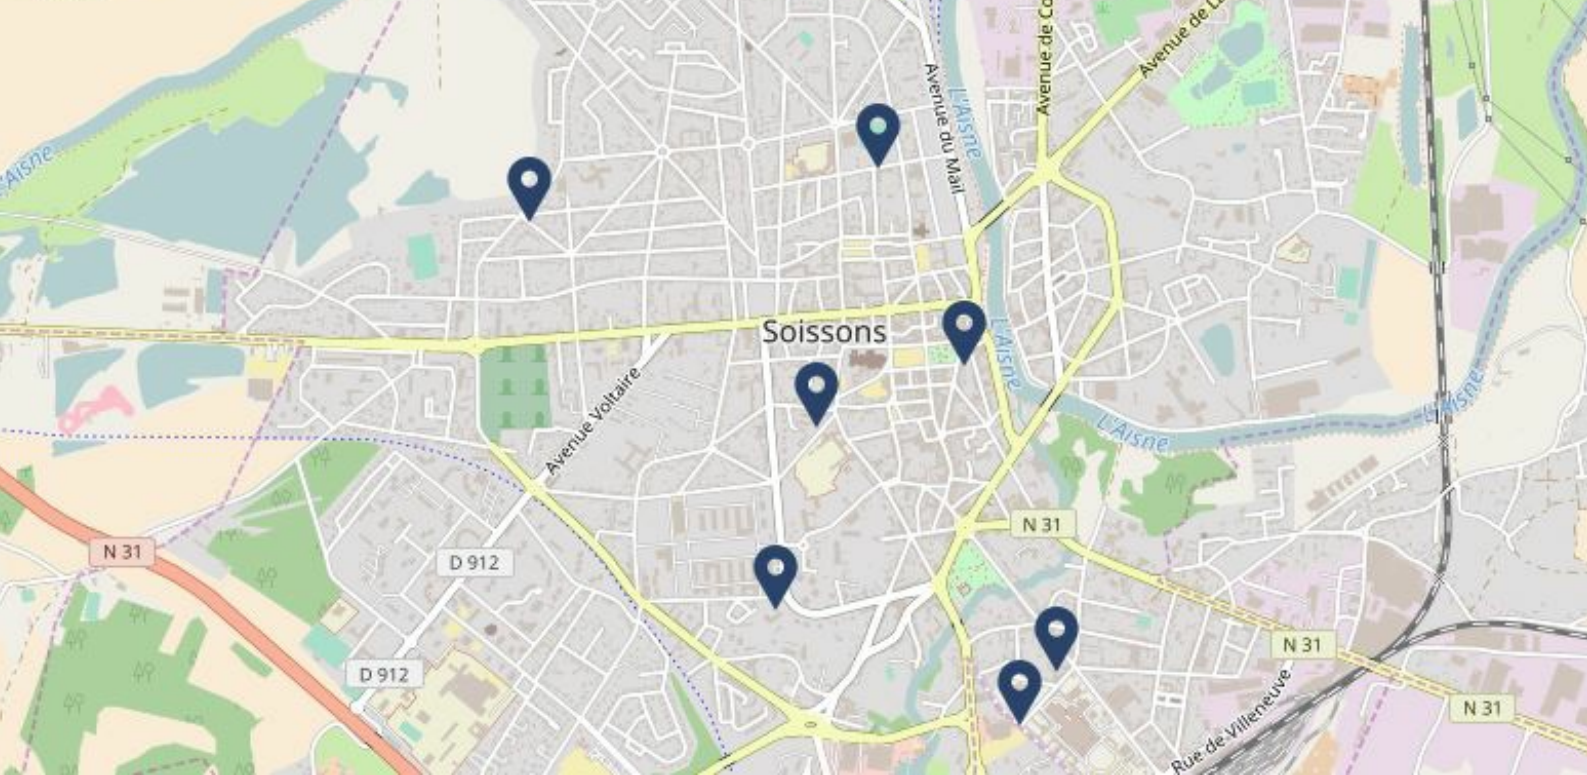 Avenue de Co
Avenue de L
Avenue du Mail
L'Aisne
L'Aisne
Soissons
L'Aisne
Avenue Voltaire
L'Aisne
L'Aisne
N 31
N 31
D 912
N 31
D 912
N 31
Rue de Villeneuve